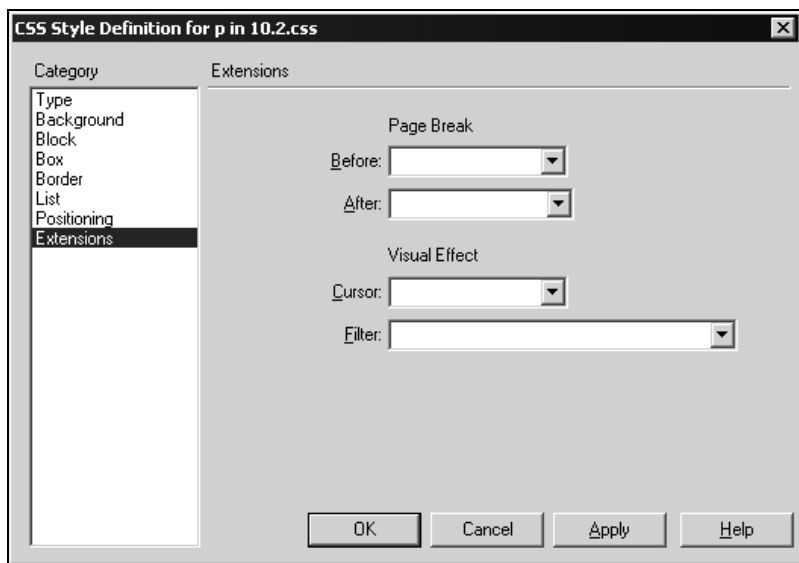 CSS Style Definition for p in 10.2.css
Category
Extensions
Type
Background
Block
Box
Border
List
Positioning
Extensions
Page Break
Before:
After:
Visual Effect
Cursor:
Filter:
OK
Cancel
Apply
Help